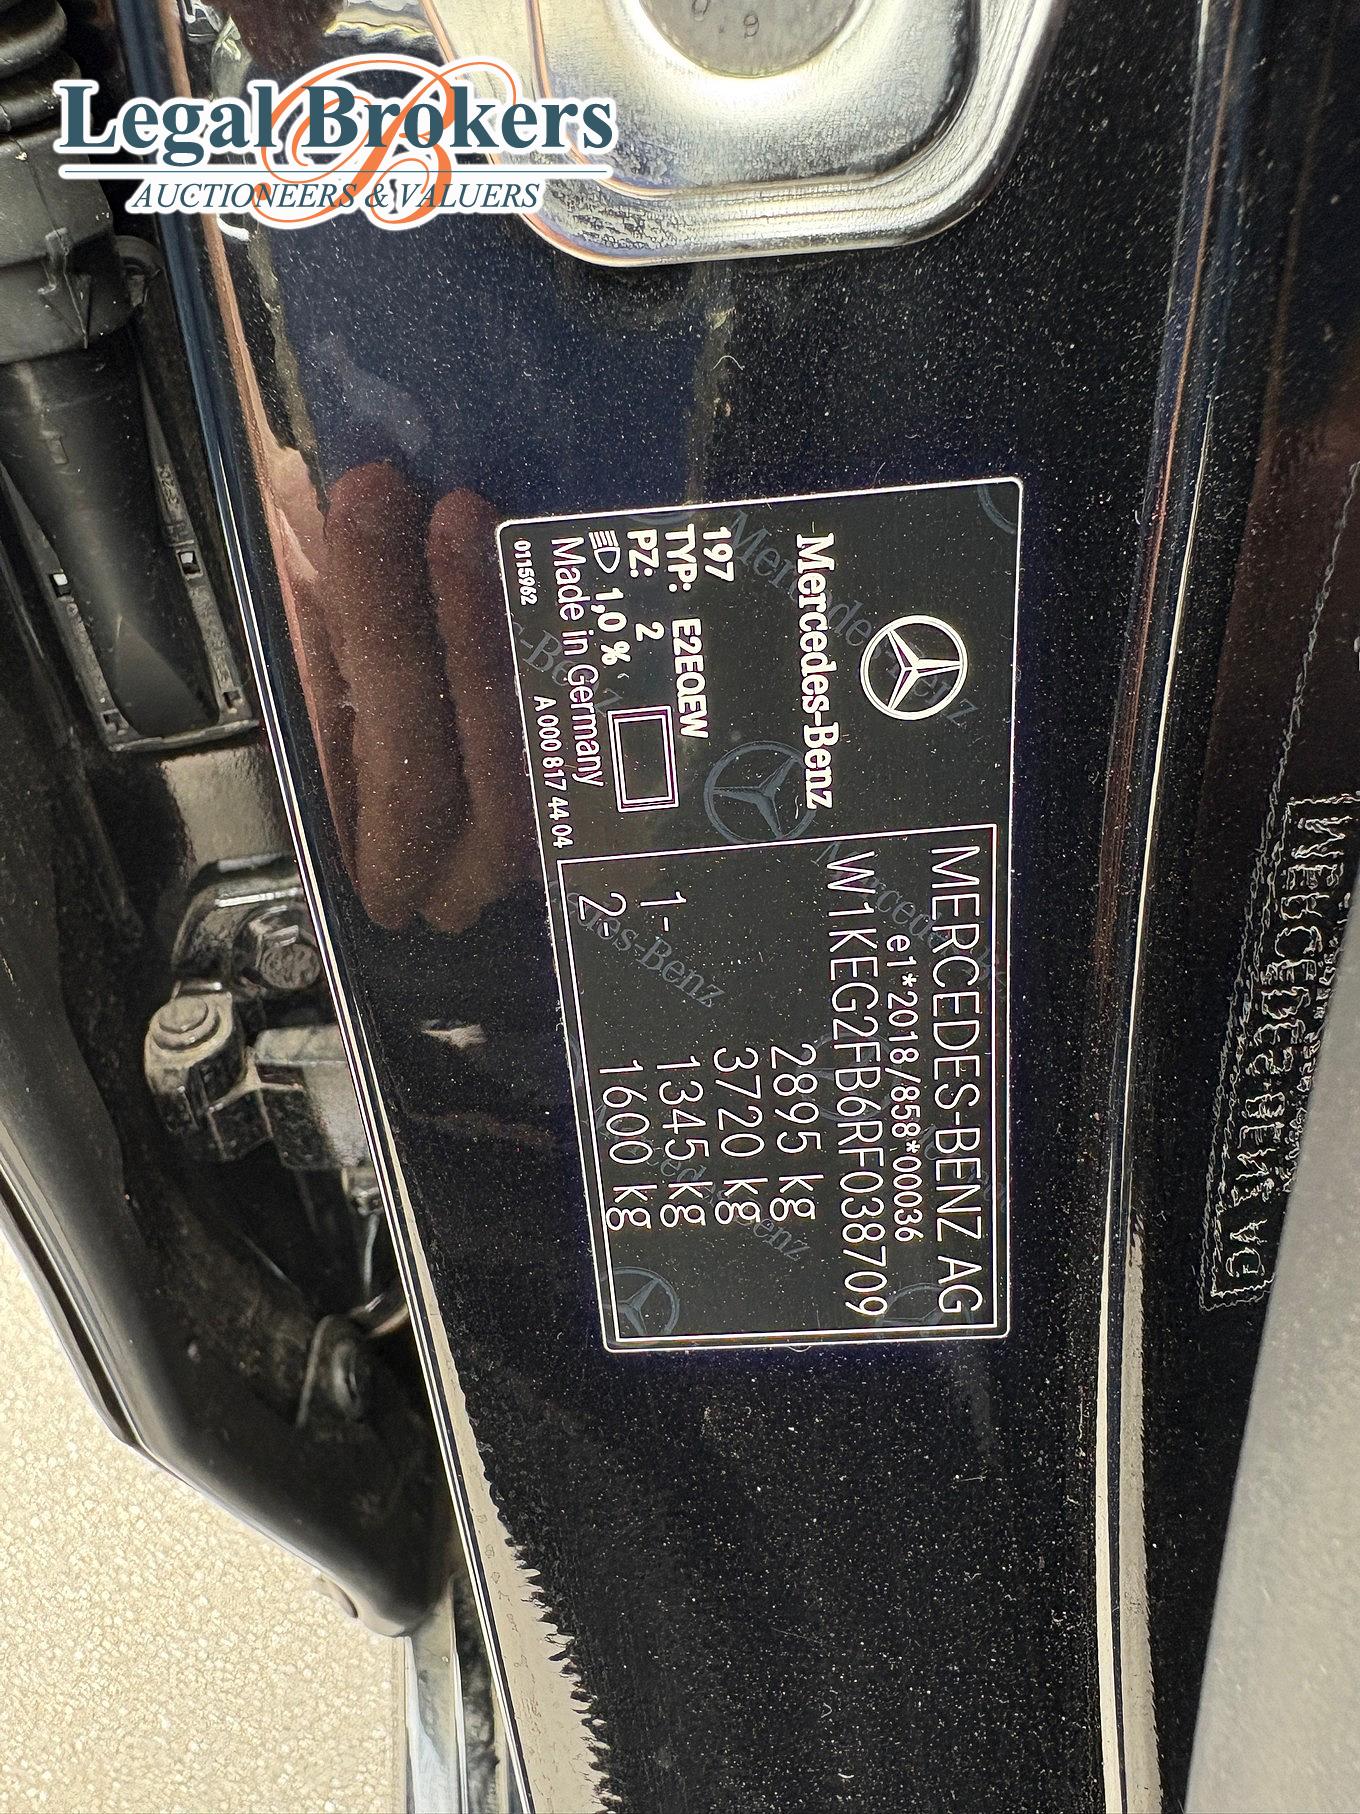 Legal Brokers
AUCTIONEERS & VALUERS
Mercedes-Benz
197
TYP: E2EQEW
PZ: 2
1,0 %
Made in Germany
0115962 A 000 817 44 04
MERCEDES-BENZ AG
e1*2018/858*00036
W1KEG2FB6RF038709
2895 kg
3720 kg
1- 1345 kg
2- 1600 kg